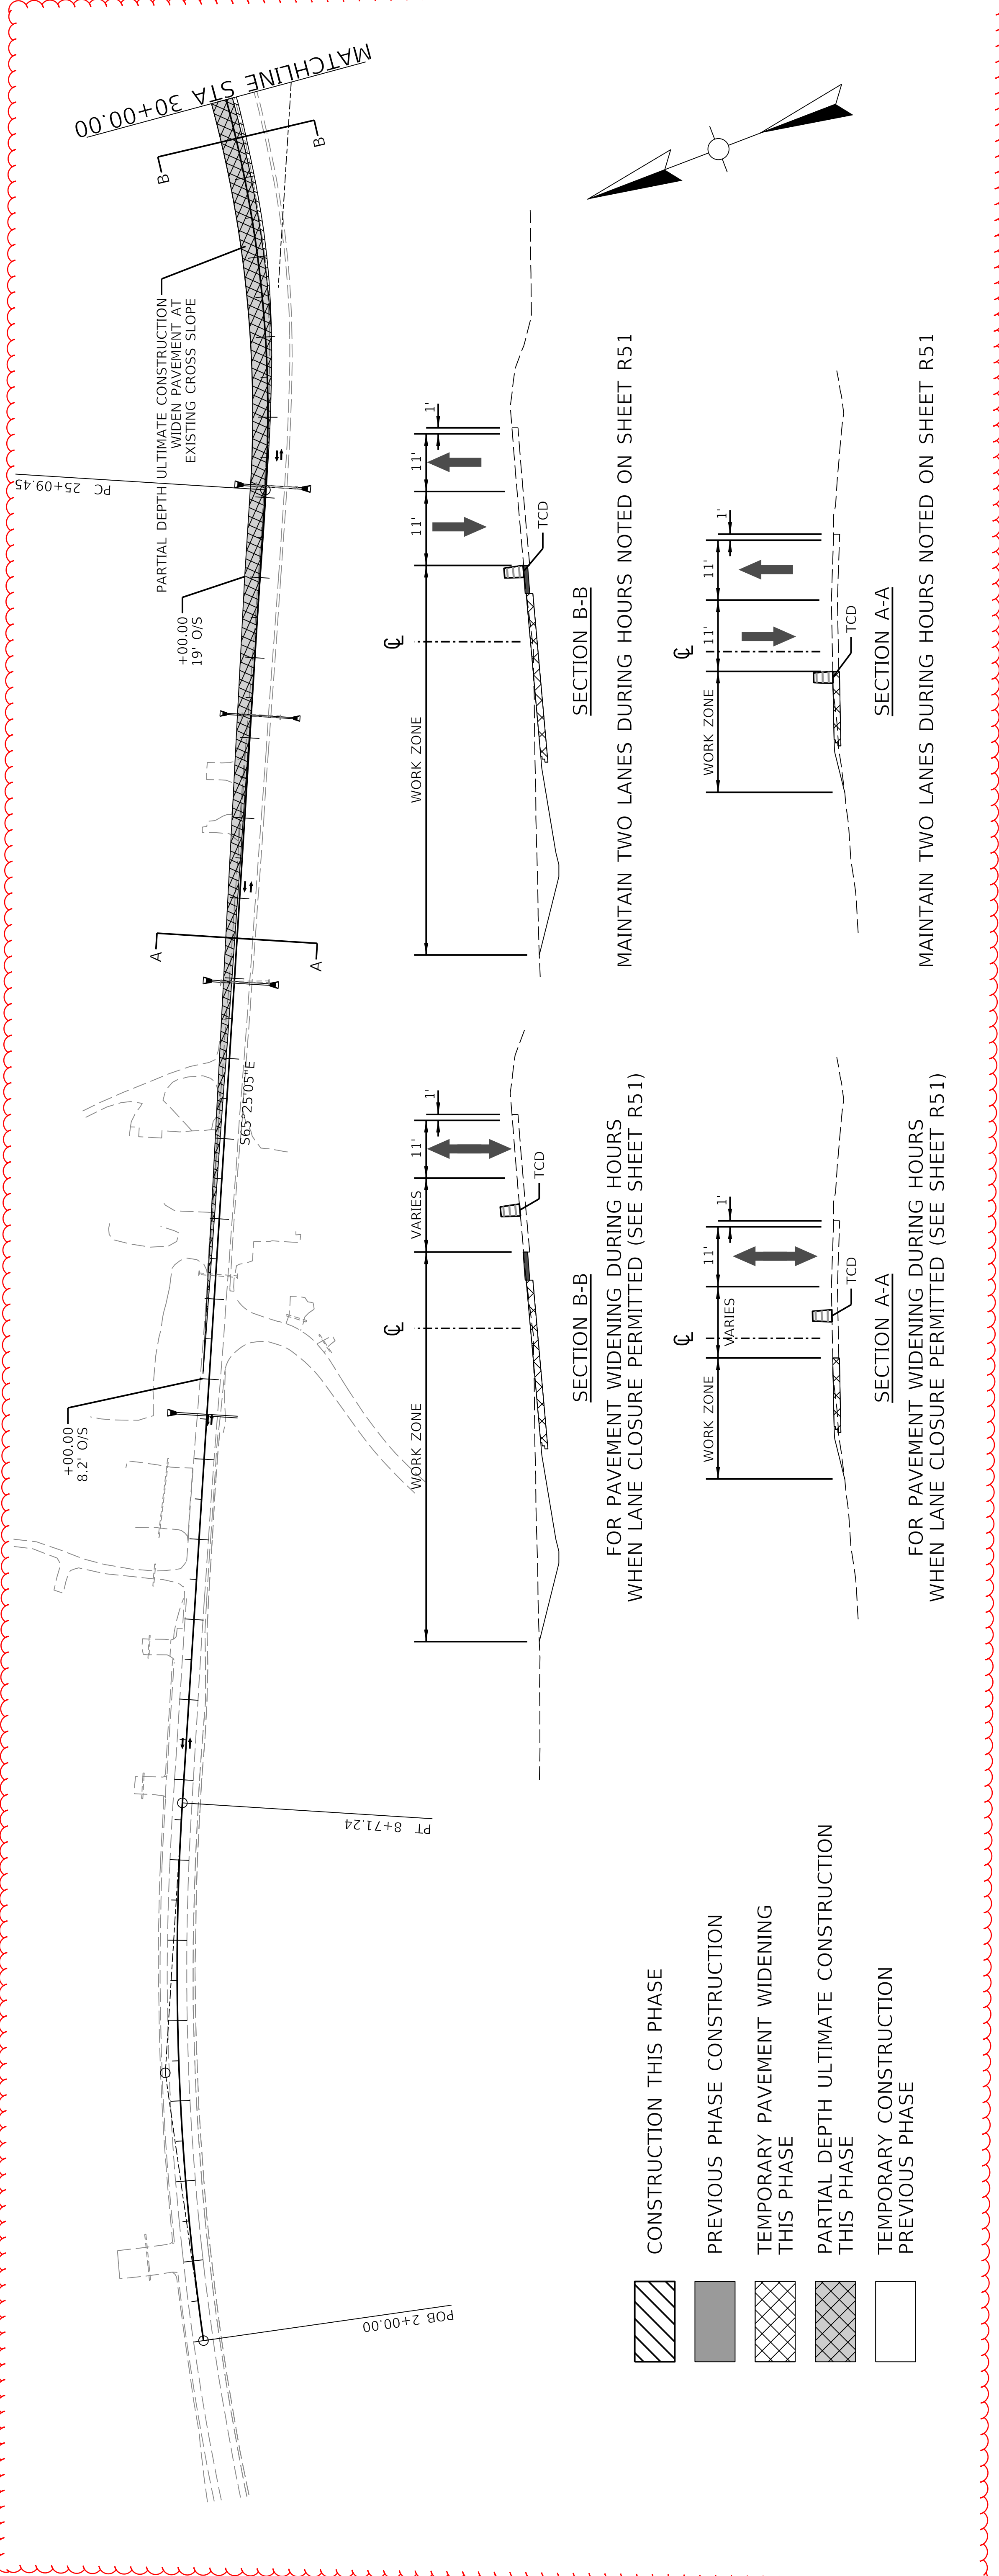 MATCHLINE STA 30+00.00
B
B
PARTIAL DEPTH ULTIMATE CONSTRUCTION
WIDEN PAVEMENT AT
EXISTING CROSS SLOPE
PC 25+09.45
+00.00
19' O/S
A
A
S65°25'05"E
+00.00
8.2' O/S
PT 8+71.24
POB 2+00.00
WORK ZONE
11'
11'
1'
CL
TCD
SECTION B-B
MAINTAIN TWO LANES DURING HOURS NOTED ON SHEET R51
WORK ZONE
11'
11'
1'
CL
TCD
SECTION A-A
MAINTAIN TWO LANES DURING HOURS NOTED ON SHEET R51
WORK ZONE
VARIES
11'
1'
CL
TCD
SECTION B-B
FOR PAVEMENT WIDENING DURING HOURS
WHEN LANE CLOSURE PERMITTED (SEE SHEET R51)
WORK ZONE
VARIES
11'
1'
CL
TCD
SECTION A-A
FOR PAVEMENT WIDENING DURING HOURS
WHEN LANE CLOSURE PERMITTED (SEE SHEET R51)
CONSTRUCTION THIS PHASE
PREVIOUS PHASE CONSTRUCTION
TEMPORARY PAVEMENT WIDENING
THIS PHASE
PARTIAL DEPTH ULTIMATE CONSTRUCTION
THIS PHASE
TEMPORARY CONSTRUCTION
PREVIOUS PHASE